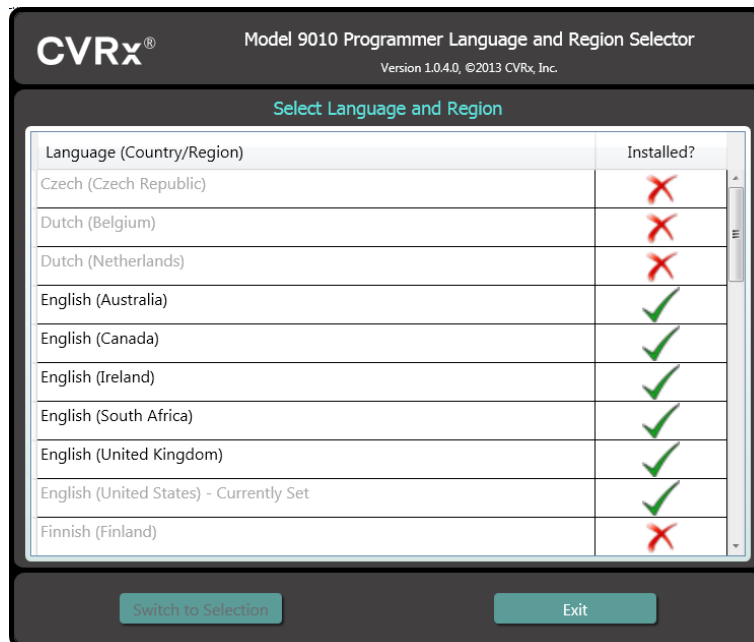 CVRx®
Model 9010 Programmer Language and Region Selector
Version 1.0.4.0, ©2013 CVRx, Inc.
Select Language and Region
Language (Country/Region) Installed?
Czech (Czech Republic)
Dutch (Belgium)
Dutch (Netherlands)
English (Australia)
English (Canada)
English (Ireland)
English (South Africa)
English (United Kingdom)
English (United States) - Currently Set
Finnish (Finland)
Switch to Selection Exit